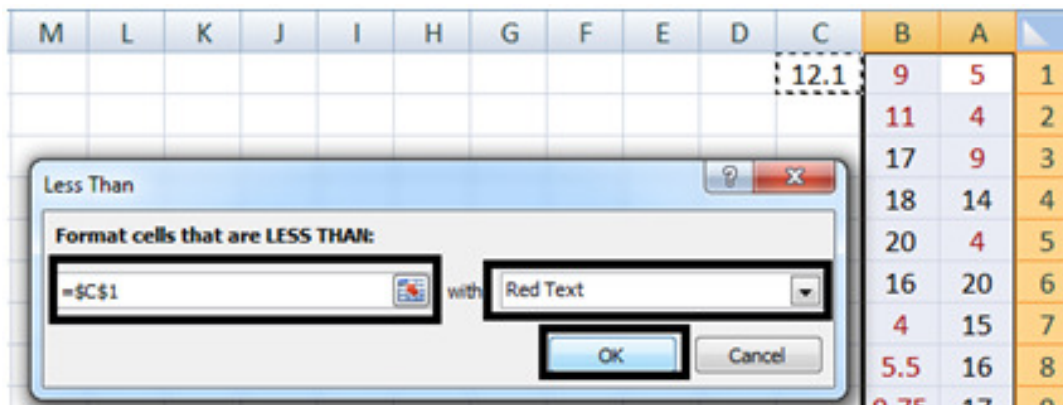 M L K J I H G F E D C B A
12.1 9 5 1
11 4 2
17 9 3
Less Than
18 14 4
Format cells that are LESS THAN:
20 4 5
=$C$1 with Red Text
16 20 6
4 15 7
OK Cancel
5.5 16 8